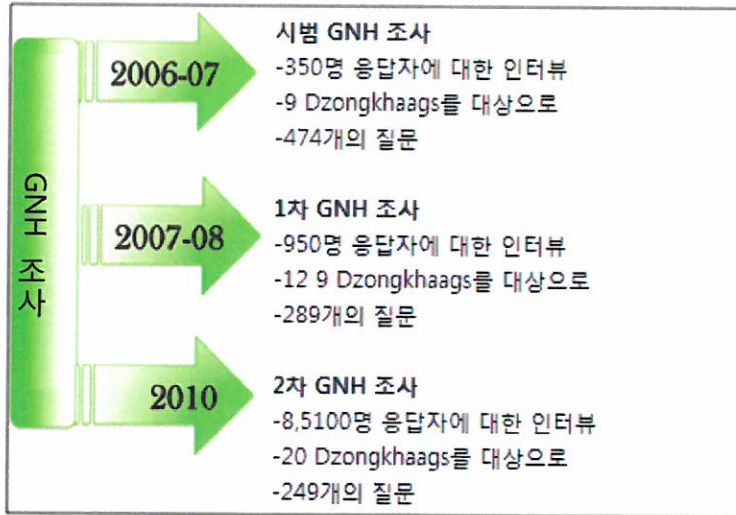 GNH 조사
2006-07
시범 GNH 조사
-350명 응답자에 대한 인터뷰
-9 Dzongkhaags를 대상으로
-474개의 질문
2007-08
1차 GNH 조사
-950명 응답자에 대한 인터뷰
-12 9 Dzongkhaags를 대상으로
-289개의 질문
2010
2차 GNH 조사
-8,5100명 응답자에 대한 인터뷰
-20 Dzongkhaags를 대상으로
-249개의 질문